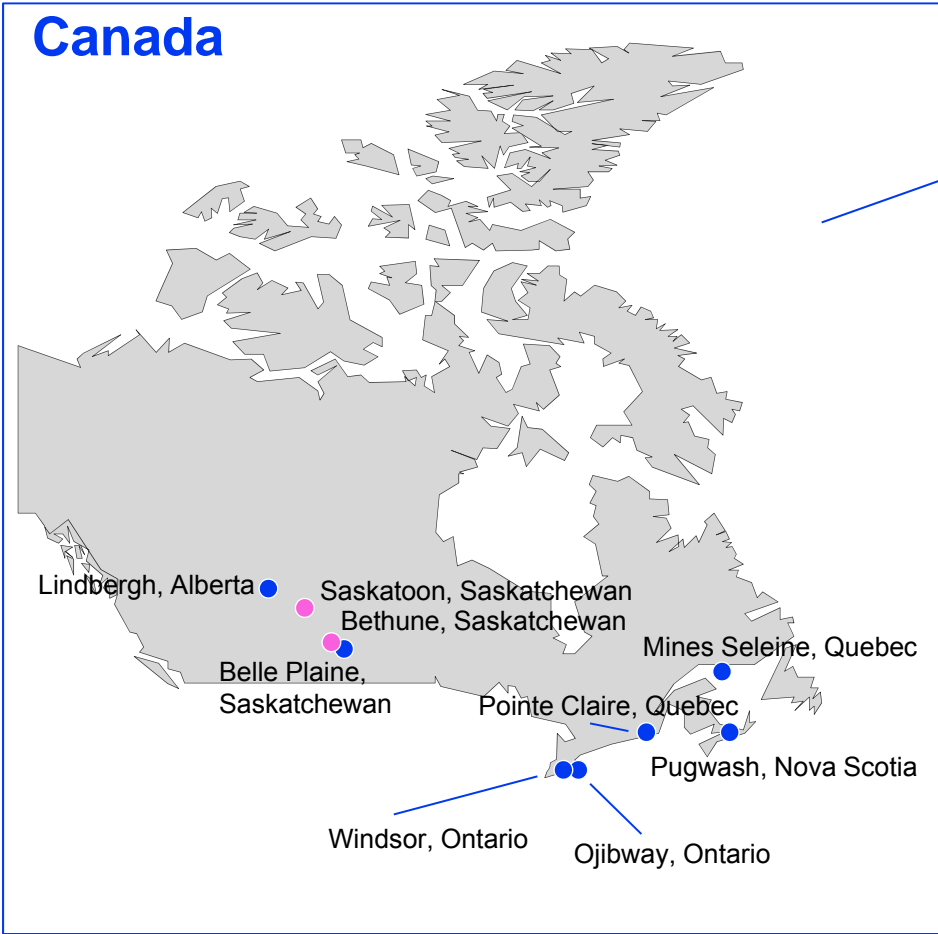 Canada
Lindbergh, Alberta
Saskatoon, Saskatchewan
Bethune, Saskatchewan
Belle Plaine,
Saskatchewan
Mines Seleine, Quebec
Pointe Claire, Quebec
Pugwash, Nova Scotia
Windsor, Ontario
Ojibway, Ontario